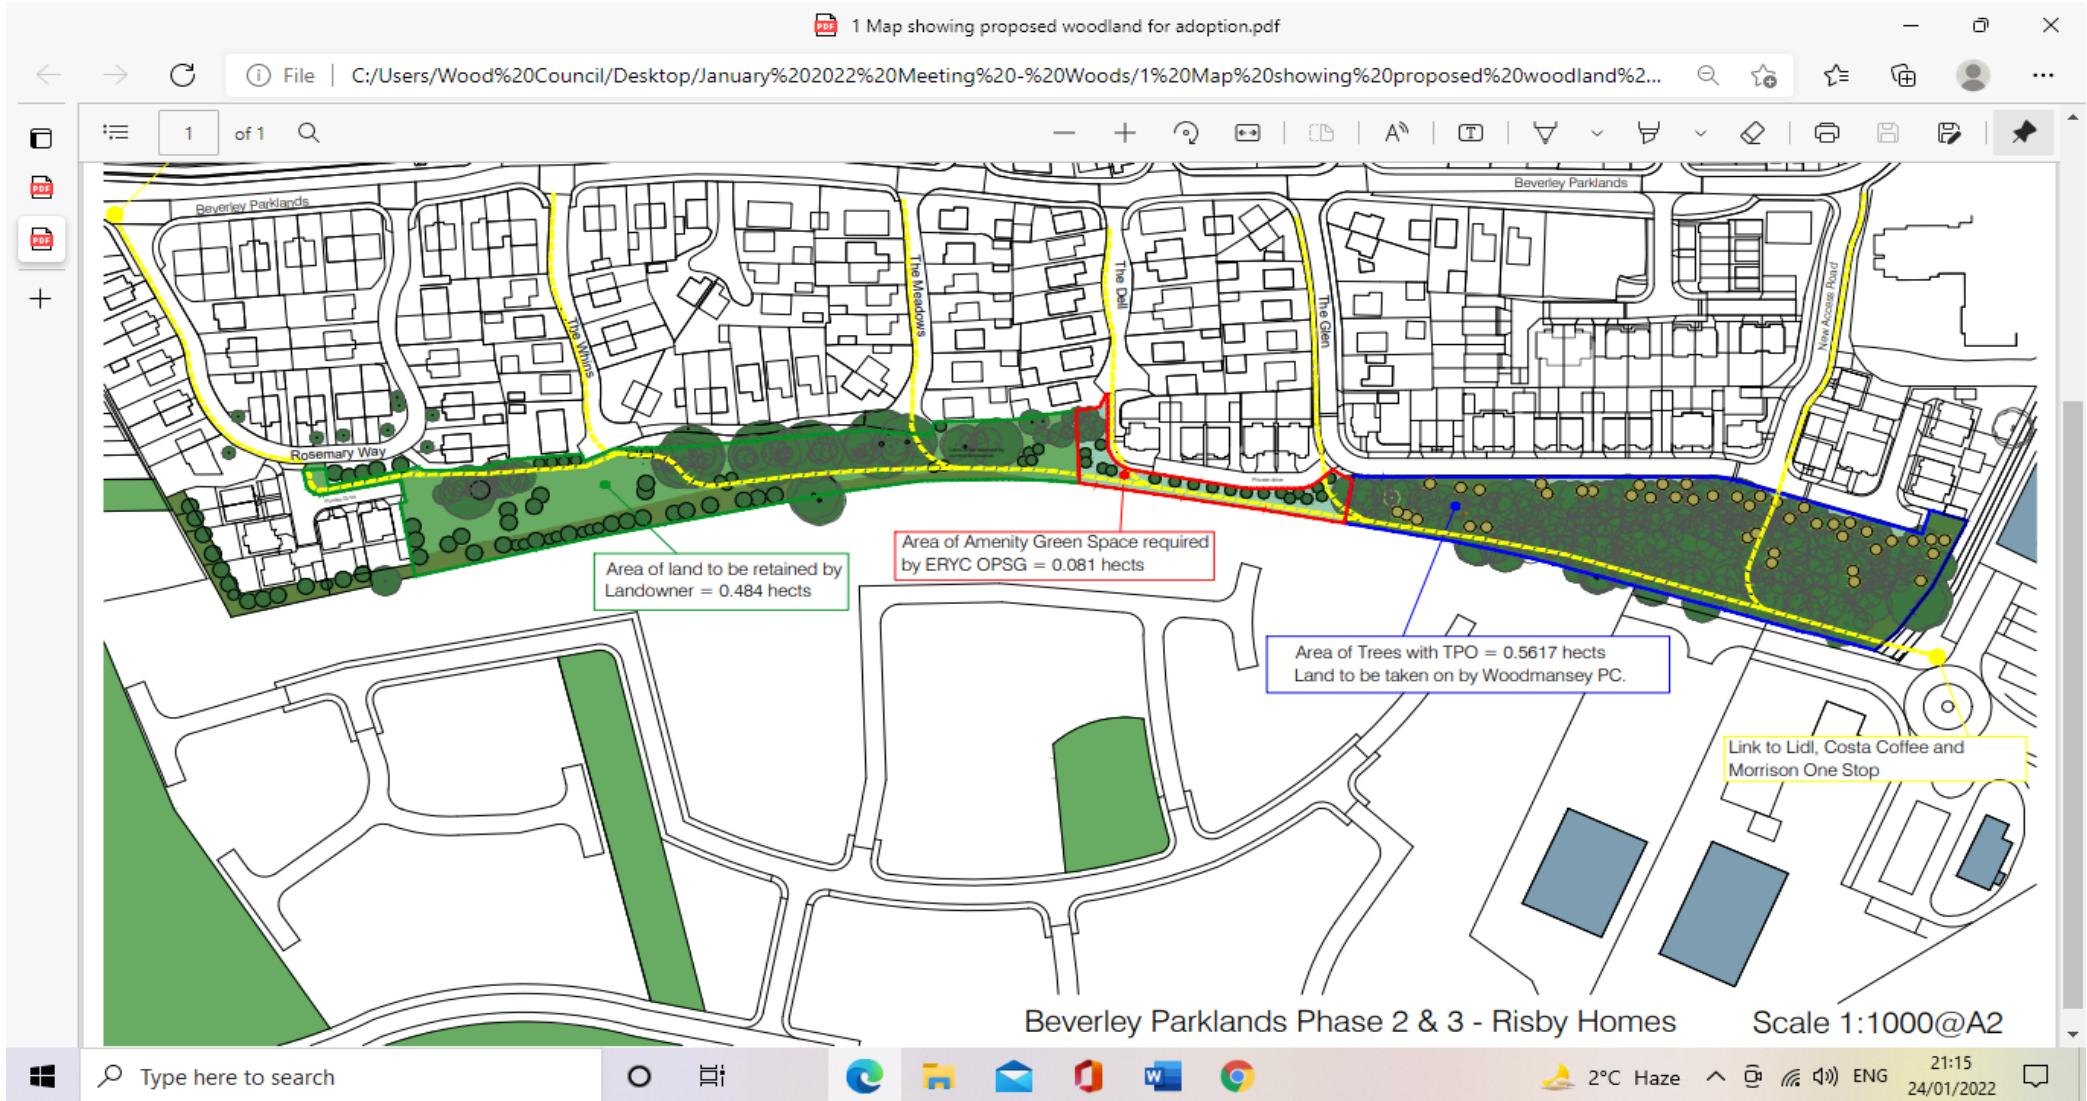 1 Map showing proposed woodland for adoption.pdf
File
C:/Users/Wood%20Council/Desktop/January%202022%20Meeting%20-%20Woods/1%20Map%20showing%20proposed%20woodland%2...
1
of 1
Beverley Parklands
Beverley Parklands
The Whins
The Meadows
The Dell
The Glen
New Access Road
Rosemary Way
Private drive
Area of land to be retained by
Landowner = 0.484 hects
Area of Amenity Green Space required
by ERYC OPSG = 0.081 hects
Area of Trees with TPO = 0.5617 hects
Land to be taken on by Woodmansey PC.
Link to Lidl, Costa Coffee and
Morrison One Stop
Beverley Parklands Phase 2 & 3 - Risby Homes
Scale 1:1000@A2
Type here to search
2°C Haze
ENG
21:15
24/01/2022